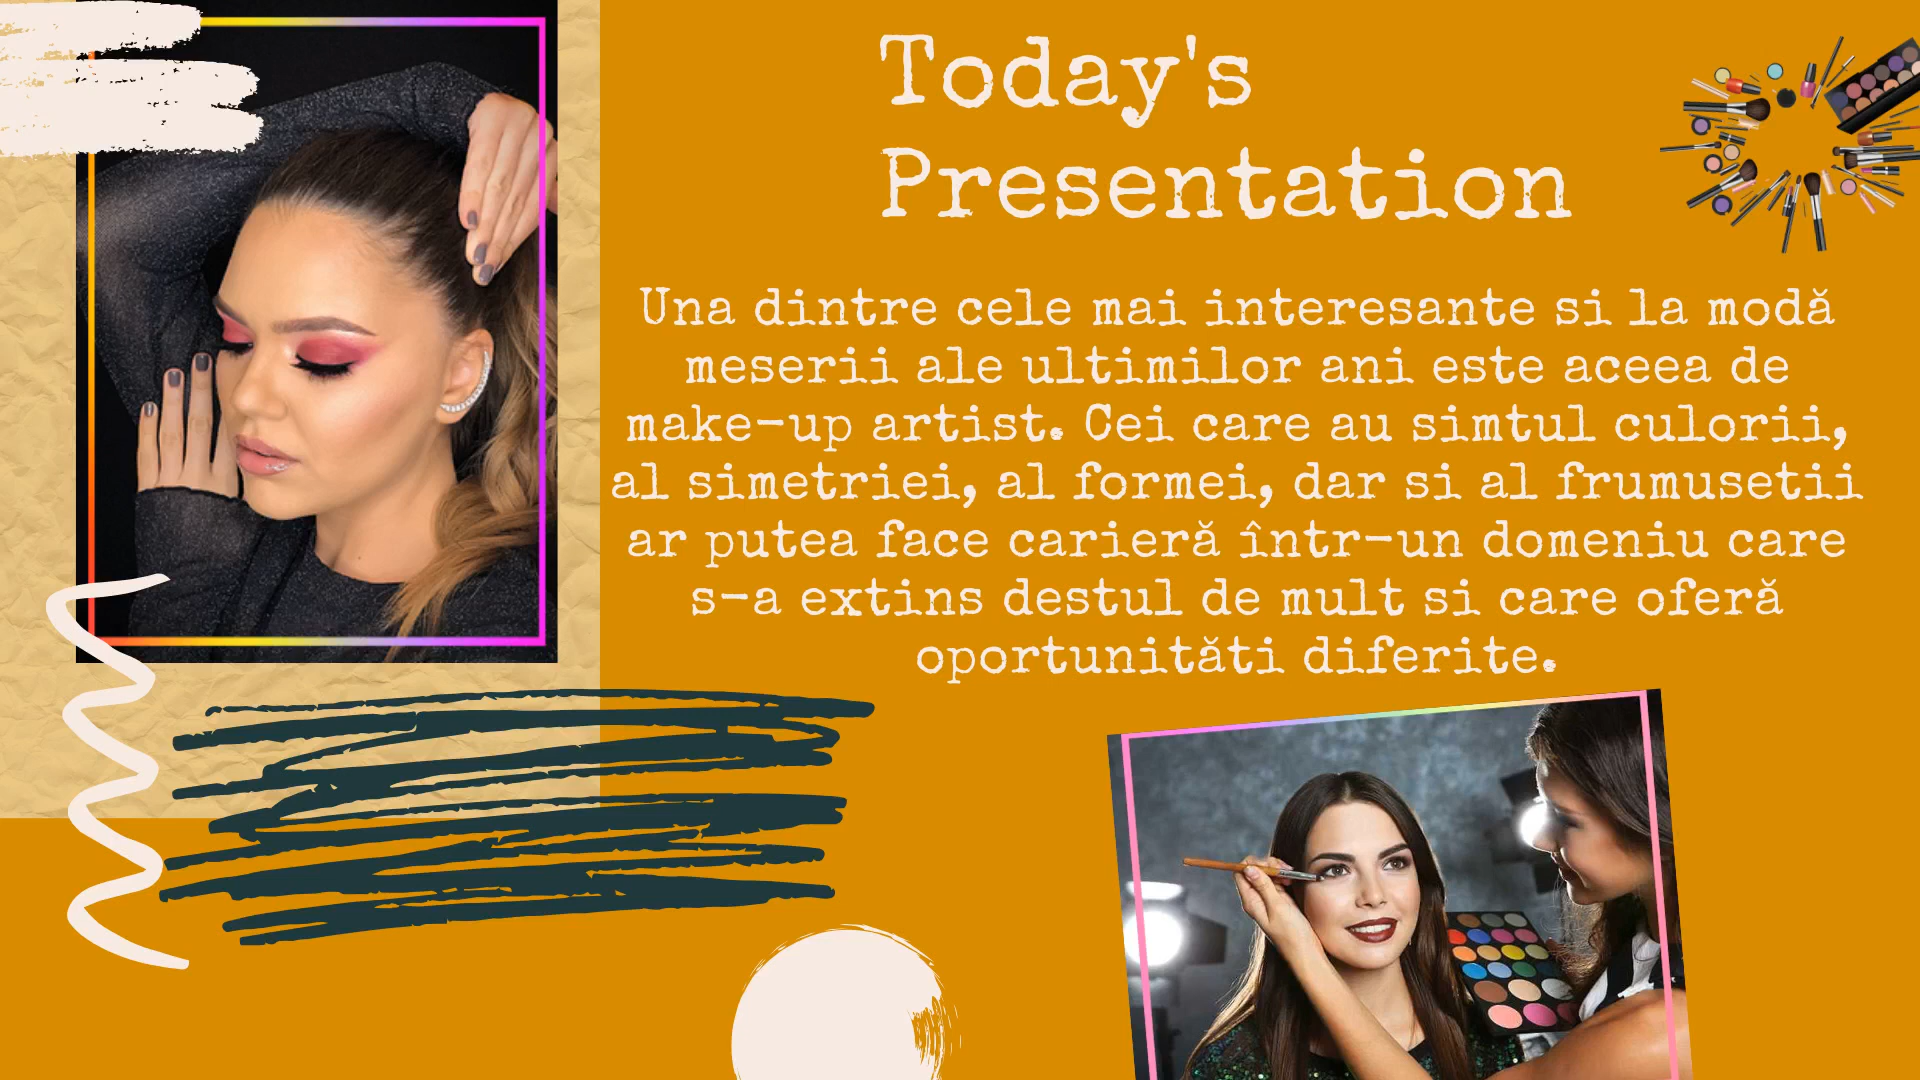 Today's
Presentation
Una dintre cele mai interesante si la modă
meserii ale ultimilor ani este aceea de
make-up artist. Cei care au simtul culorii,
al simetriei, al formei, dar si al frumusetii
ar putea face carieră într-un domeniu care
s-a extins destul de mult si care oferă
oportunităti diferite.